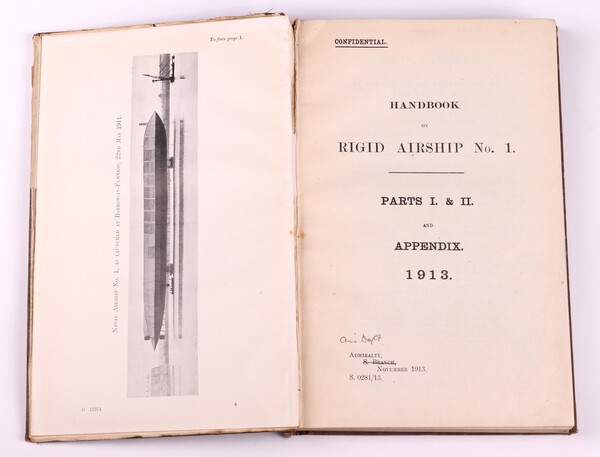 To face page 1.
Naval Airship No. 1, as launched at Barrow-in-Furness, 22nd May 1911.
CONFIDENTIAL.
HANDBOOK
ON
RIGID AIRSHIP No. 1.
PARTS I. & II.
AND
APPENDIX.
1913.
Air Dept
Admiralty,
S. Branch,
November 1913.
S. 0281/13.